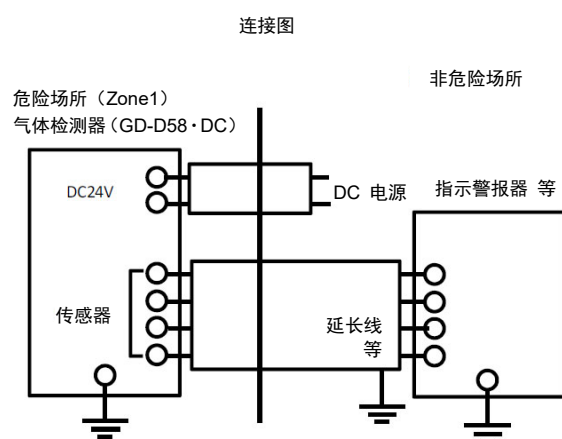 连接图
非危险场所
危险场所（Zone1）
气体检测器（GD-D58・DC）
DC24V
DC 电源
指示警报器 等
传感器
延长线
等